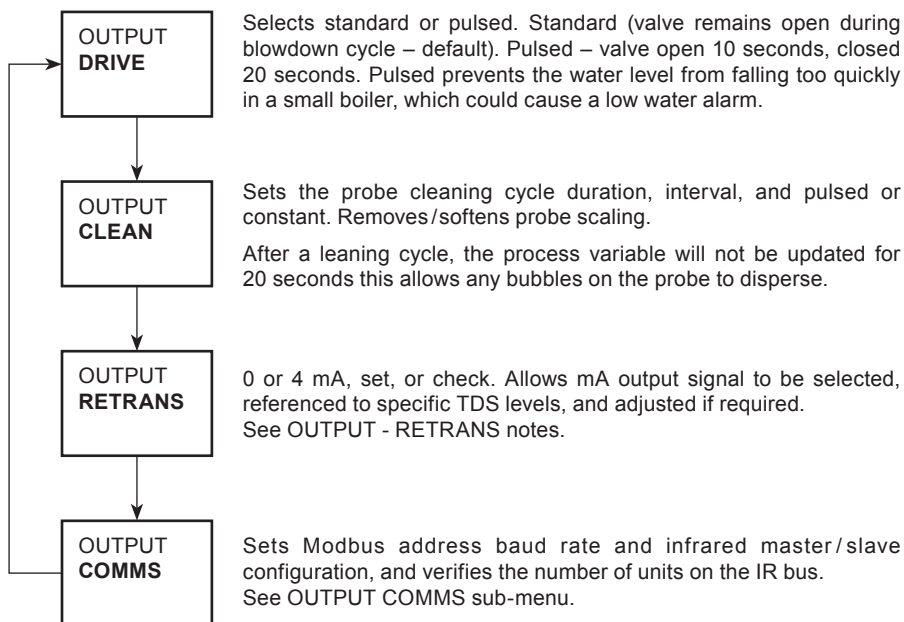 OUTPUT
DRIVE
Selects standard or pulsed. Standard (valve remains open during
blowdown cycle – default). Pulsed – valve open 10 seconds, closed
20 seconds. Pulsed prevents the water level from falling too quickly
in a small boiler, which could cause a low water alarm.
OUTPUT
CLEAN
Sets the probe cleaning cycle duration, interval, and pulsed or
constant. Removes/softens probe scaling.
After a leaning cycle, the process variable will not be updated for
20 seconds this allows any bubbles on the probe to disperse.
OUTPUT
RETRANS
0 or 4 mA, set, or check. Allows mA output signal to be selected,
referenced to specific TDS levels, and adjusted if required.
See OUTPUT - RETRANS notes.
OUTPUT
COMMS
Sets Modbus address baud rate and infrared master/slave
configuration, and verifies the number of units on the IR bus.
See OUTPUT COMMS sub-menu.